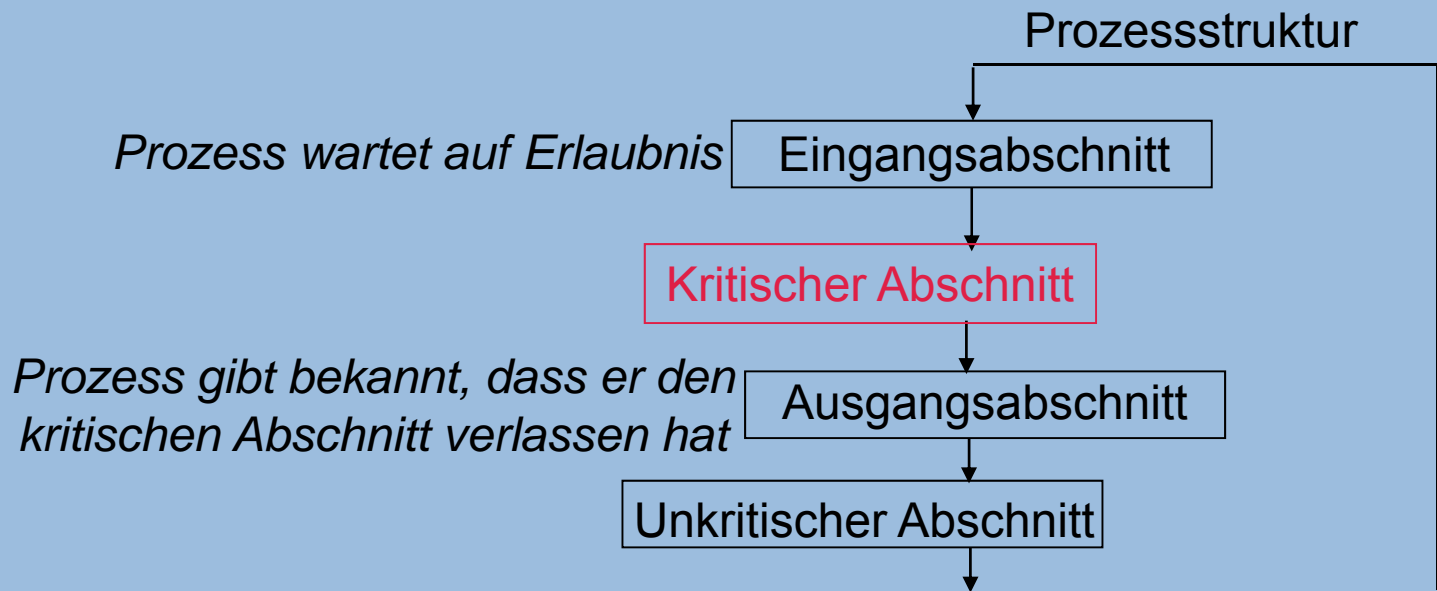 Prozessstruktur
Prozess wartet auf Erlaubnis
Eingangsabschnitt
Kritischer Abschnitt
Prozess gibt bekannt, dass er den
kritischen Abschnitt verlassen hat
Ausgangsabschnitt
Unkritischer Abschnitt